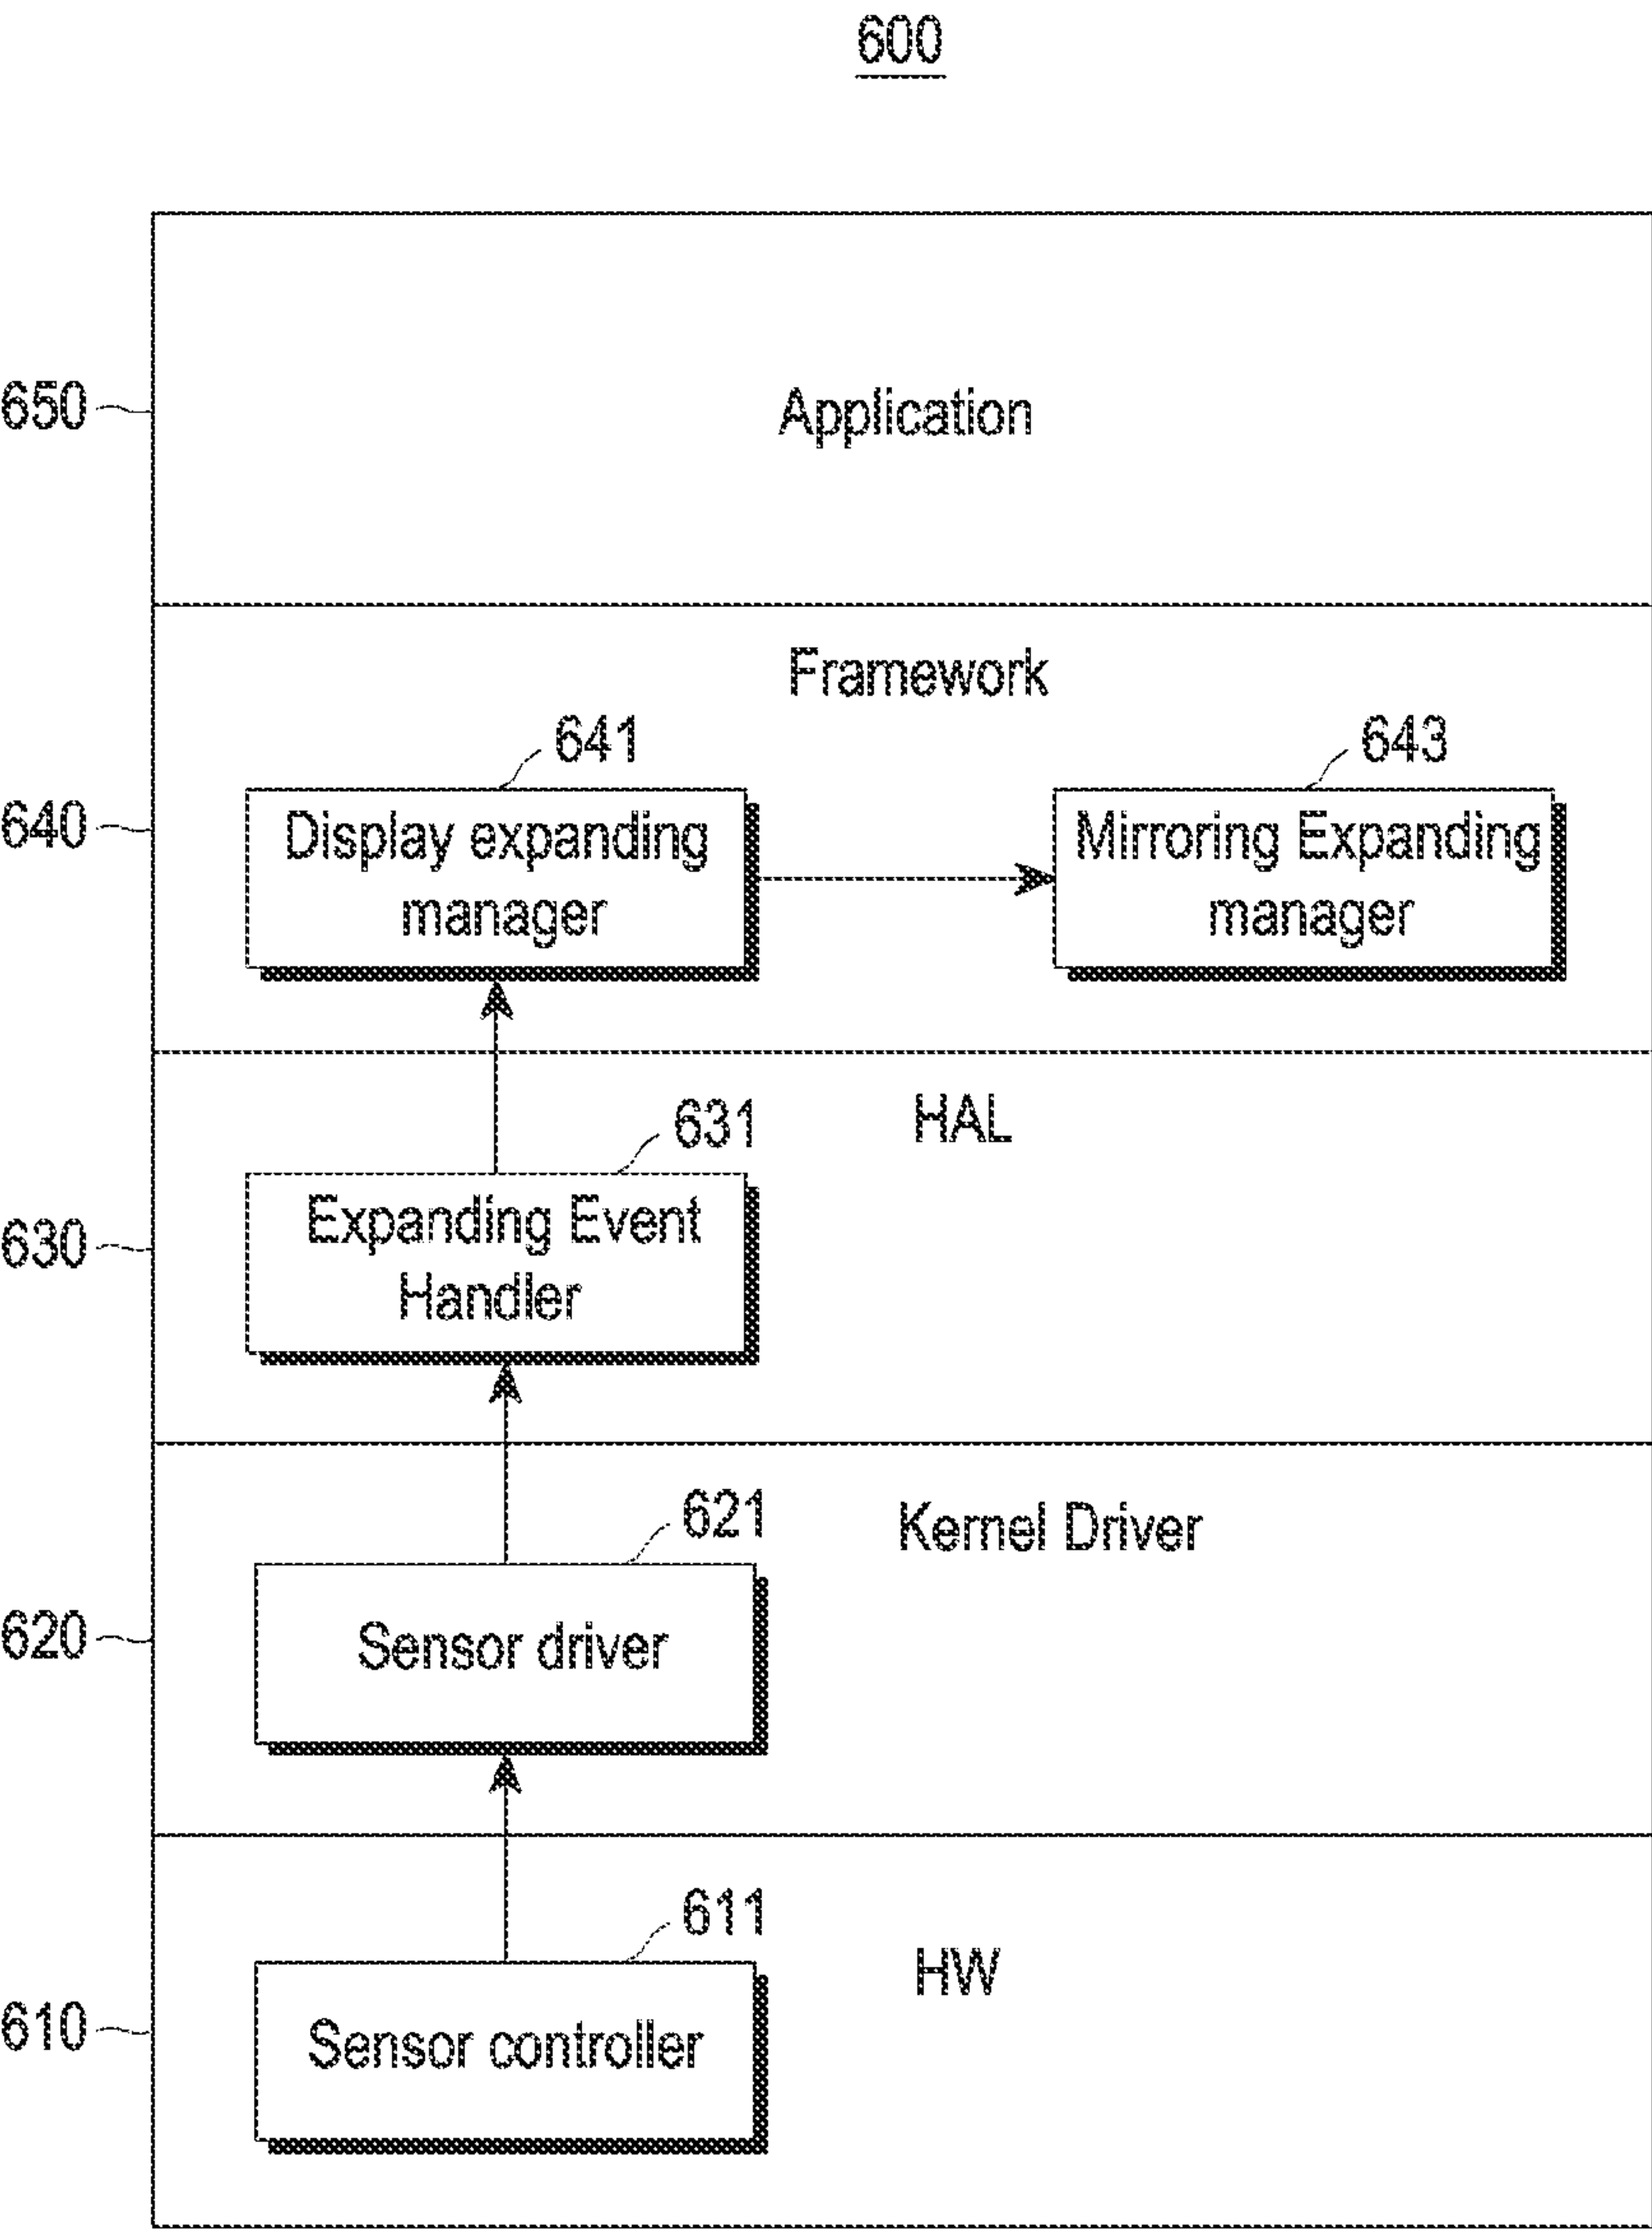 600
650
Application
Framework
641
643
640
Display expanding
manager
Mirroring Expanding
manager
HAL
631
630
Expanding Event
Handler
Kernel Driver
621
620
Sensor driver
611
HW
610
Sensor controller